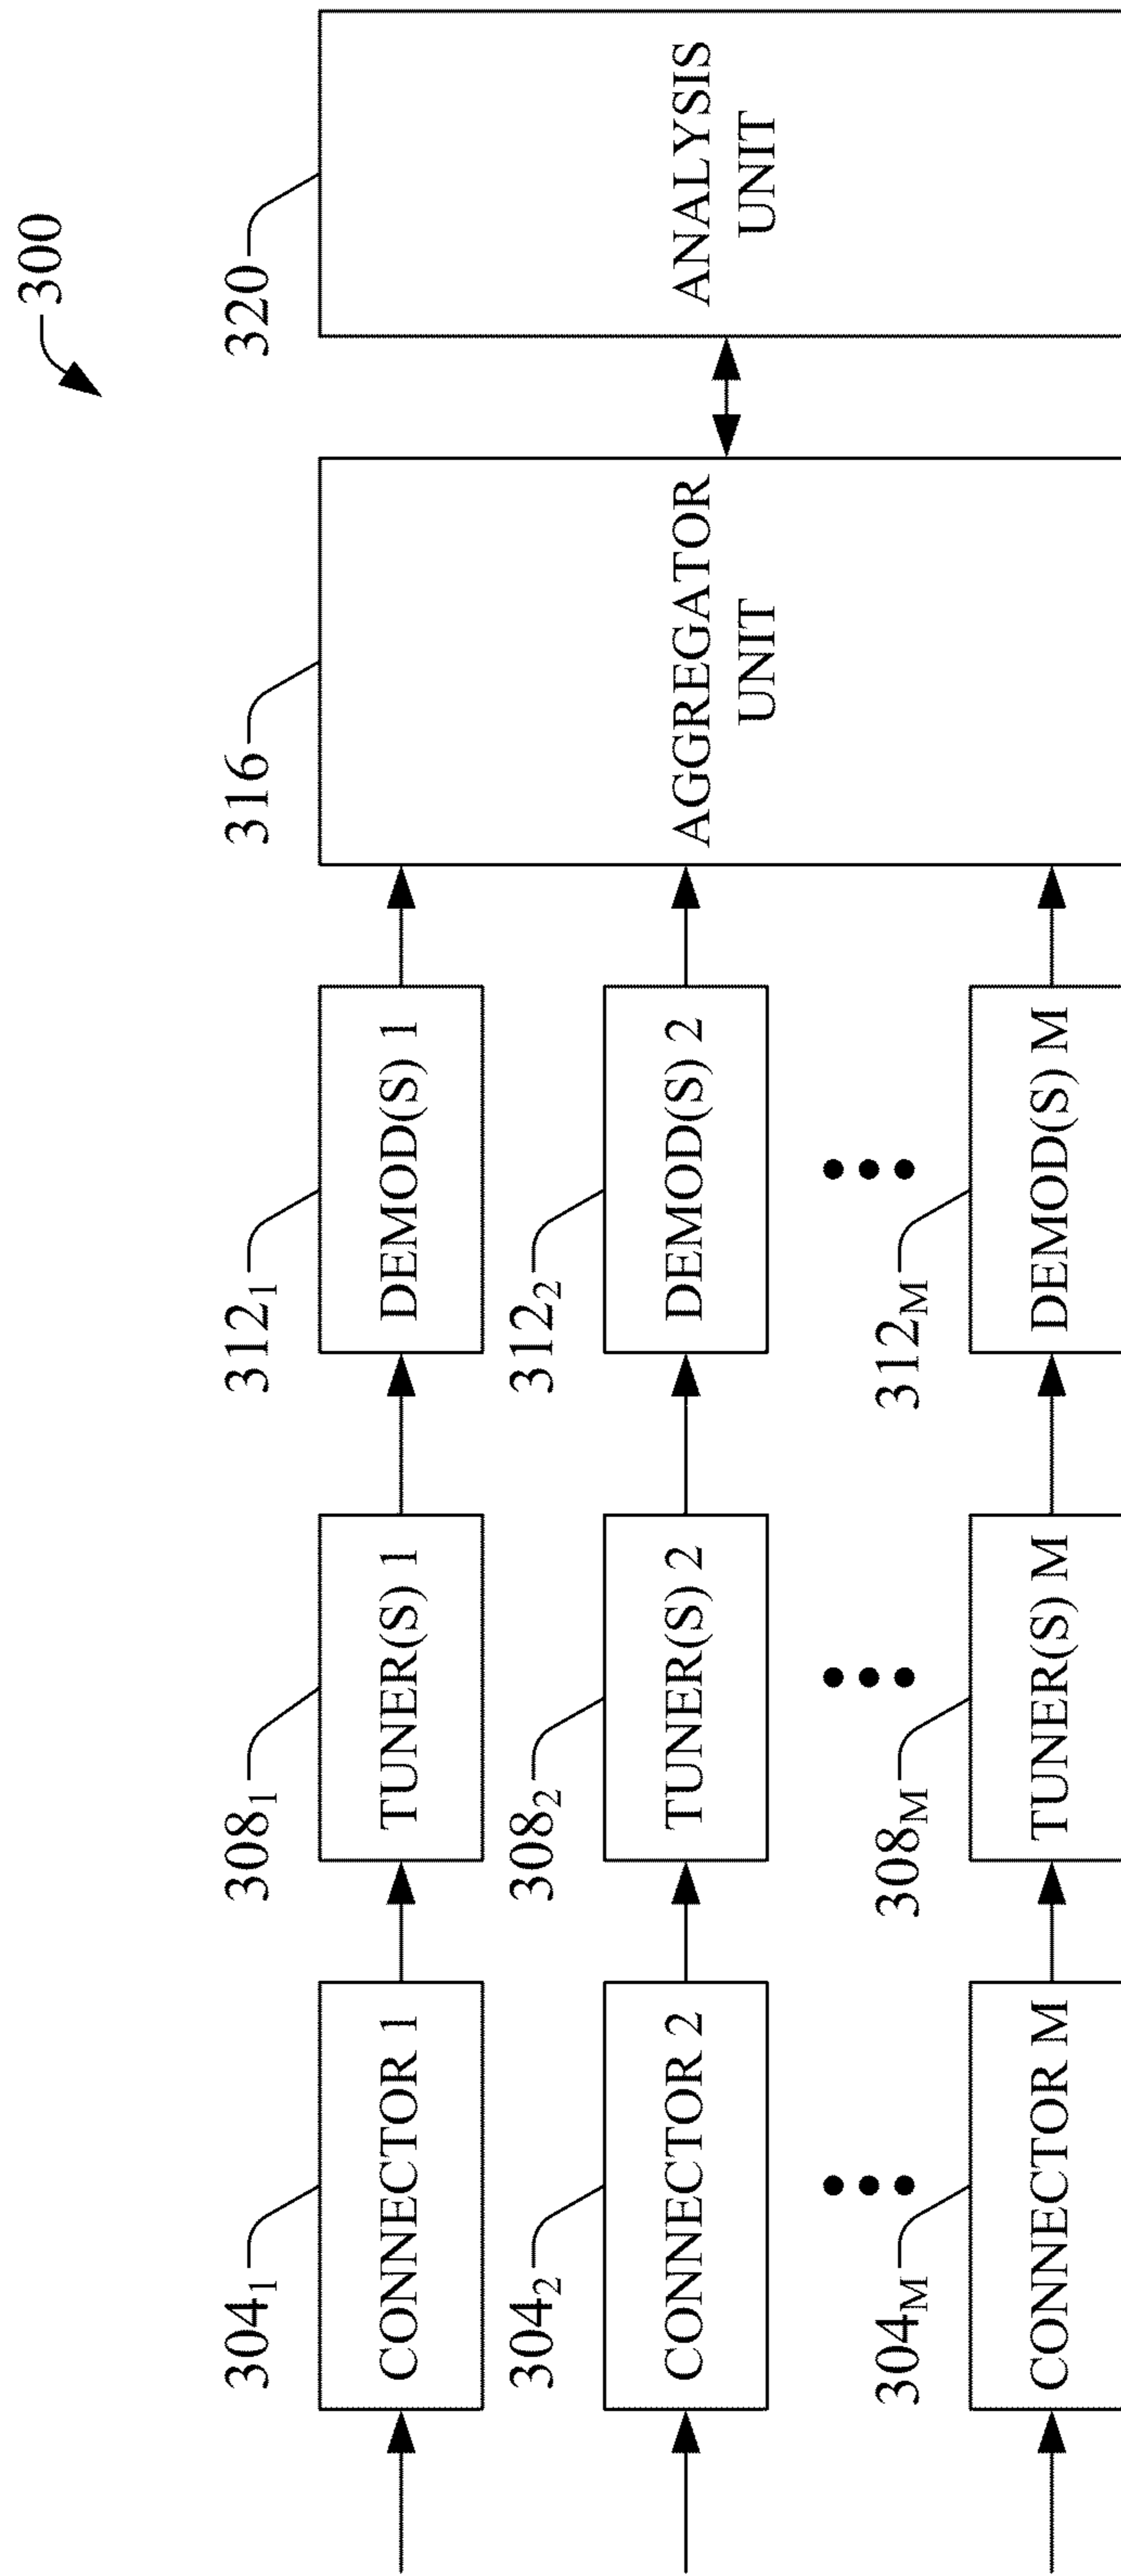 300
304₁
308₁
312₁
316
320
CONNECTOR 1
TUNER(S) 1
DEMOD(S) 1
AGGREGATOR
UNIT
ANALYSIS
UNIT
304₂
308₂
312₂
CONNECTOR 2
TUNER(S) 2
DEMOD(S) 2
304M
308M
312M
CONNECTOR M
TUNER(S) M
DEMOD(S) M